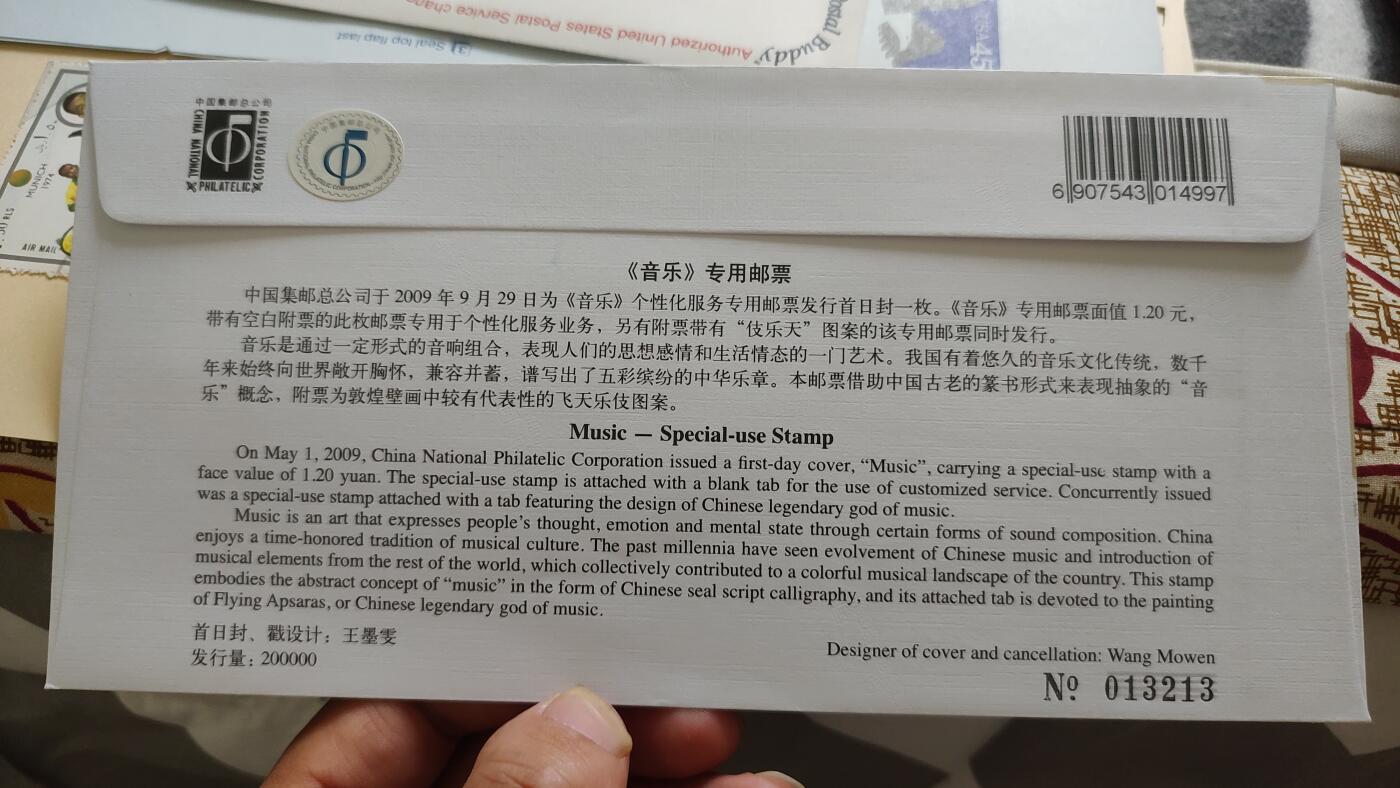 Authorized United States Postal Service
Postal Buddy
3 Seal top flap last
USA 45
MUNICH
1974
AIR MAIL
中国集邮总公司
CHINA NATIONAL
PHILATELIC
CORPORATION
中国集邮总公司
6 907543 014997
《音乐》专用邮票
中国集邮总公司于 2009 年 9 月 29 日为《音乐》个性化服务专用邮票发行首日封一枚。《音乐》专用邮票面值 1.20 元，
带有空白附票的此枚邮票专用于个性化服务业务，另有附票带有“伎乐天”图案的该专用邮票同时发行。
音乐是通过一定形式的音响组合，表现人们的思想感情和生活情态的一门艺术。我国有着悠久的音乐文化传统，数千
年来始终向世界敞开胸怀，兼容并蓄，谱写出了五彩缤纷的中华乐章。本邮票借助中国古老的篆书形式来表现抽象的“音
乐”概念，附票为敦煌壁画中较有代表性的飞天乐伎图案。
Music — Special-use Stamp
On May 1, 2009, China National Philatelic Corporation issued a first-day cover, “Music”, carrying a special-use stamp with a
face value of 1.20 yuan. The special-use stamp is attached with a blank tab for the use of customized service. Concurrently issued
was a special-use stamp attached with a tab featuring the design of Chinese legendary god of music.
Music is an art that expresses people’s thought, emotion and mental state through certain forms of sound composition. China
enjoys a time-honored tradition of musical culture. The past millennia have seen evolvement of Chinese music and introduction of
musical elements from the rest of the world, which collectively contributed to a colorful musical landscape of the country. This stamp
embodies the abstract concept of “music” in the form of Chinese seal script calligraphy, and its attached tab is devoted to the painting
of Flying Apsaras, or Chinese legendary god of music.
首日封、戳设计：王墨雯
发行量：200000
Designer of cover and cancellation: Wang Mowen
Nº 013213